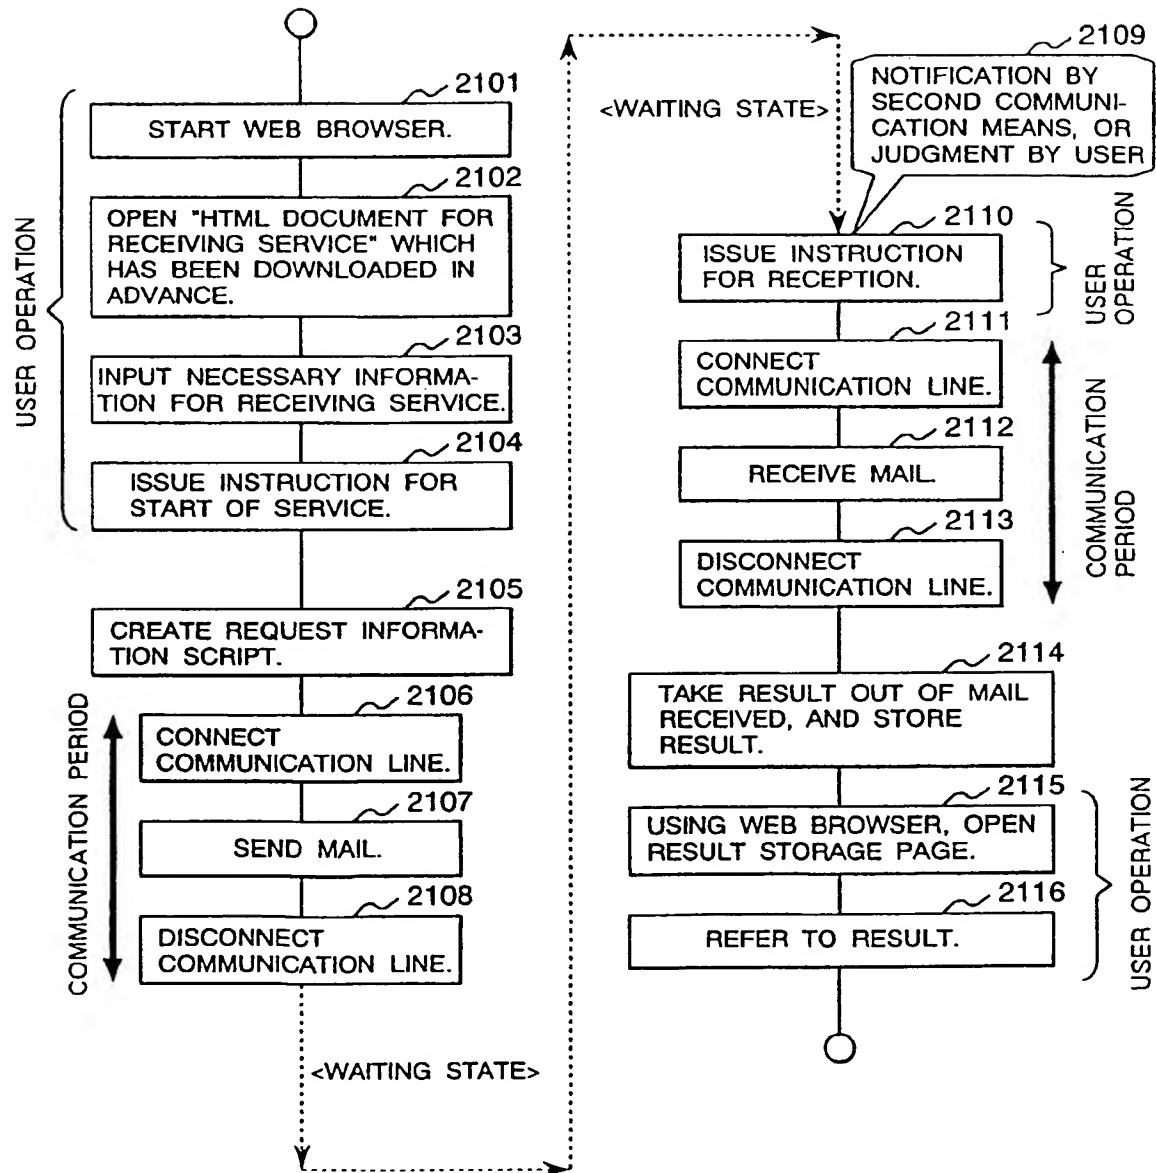 2101
START WEB BROWSER.
2102
OPEN "HTML DOCUMENT FOR
RECEIVING SERVICE" WHICH
HAS BEEN DOWNLOADED IN
ADVANCE.
2103
INPUT NECESSARY INFORMA-
TION FOR RECEIVING SERVICE.
2104
ISSUE INSTRUCTION FOR
START OF SERVICE.
USER OPERATION
2105
CREATE REQUEST INFORMA-
TION SCRIPT.
2106
CONNECT
COMMUNICATION LINE.
2107
SEND MAIL.
2108
DISCONNECT
COMMUNICATION LINE.
COMMUNICATION PERIOD
<WAITING STATE>
<WAITING STATE>
2109
NOTIFICATION BY
SECOND COMMUNI-
CATION MEANS, OR
JUDGMENT BY USER
2110
ISSUE INSTRUCTION
FOR RECEPTION.
USER
OPERATION
2111
CONNECT
COMMUNICATION LINE.
2112
RECEIVE MAIL.
2113
DISCONNECT
COMMUNICATION LINE.
COMMUNICATION
PERIOD
2114
TAKE RESULT OUT OF MAIL
RECEIVED, AND STORE
RESULT.
2115
USING WEB BROWSER, OPEN
RESULT STORAGE PAGE.
2116
REFER TO RESULT.
USER OPERATION